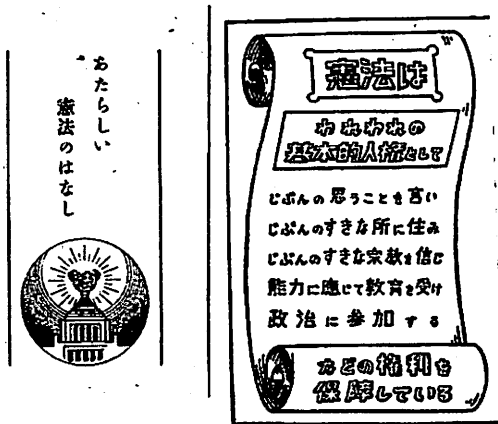 あたらしい
憲法のはなし
憲法は
われわれの
基本的人権として
じぶんの思うことを言い
じぶんのすきな所に住み
じぶんのすきな宗教を信じ
能力に應じて教育を受け
政治に参加する
などの権利を
保障している